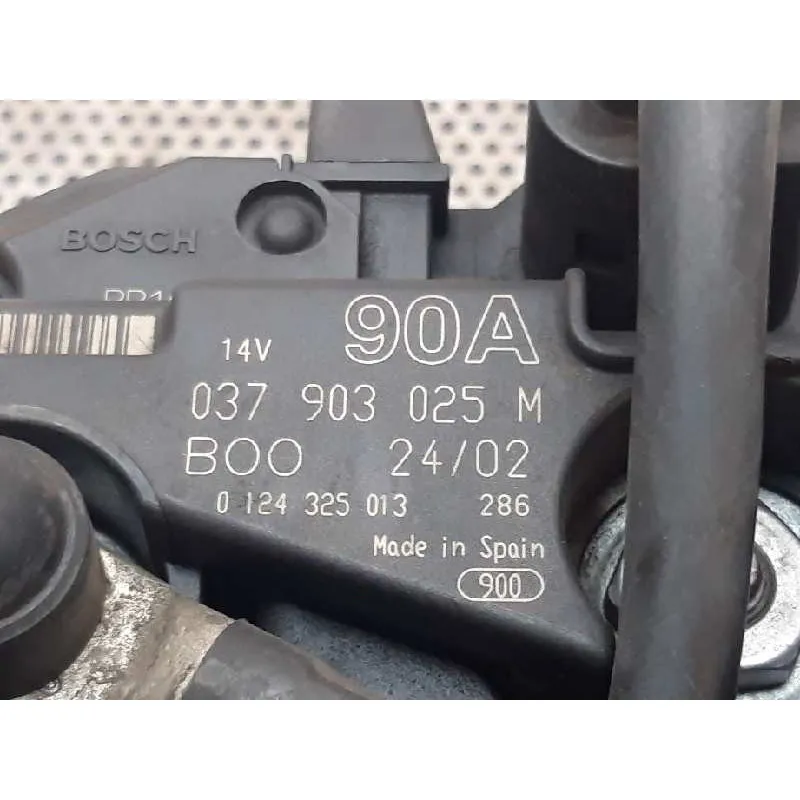 BOSCH
14V 90A
037 903 025 M
BOO 24/02
0 124 325 013 286
Made in Spain
900